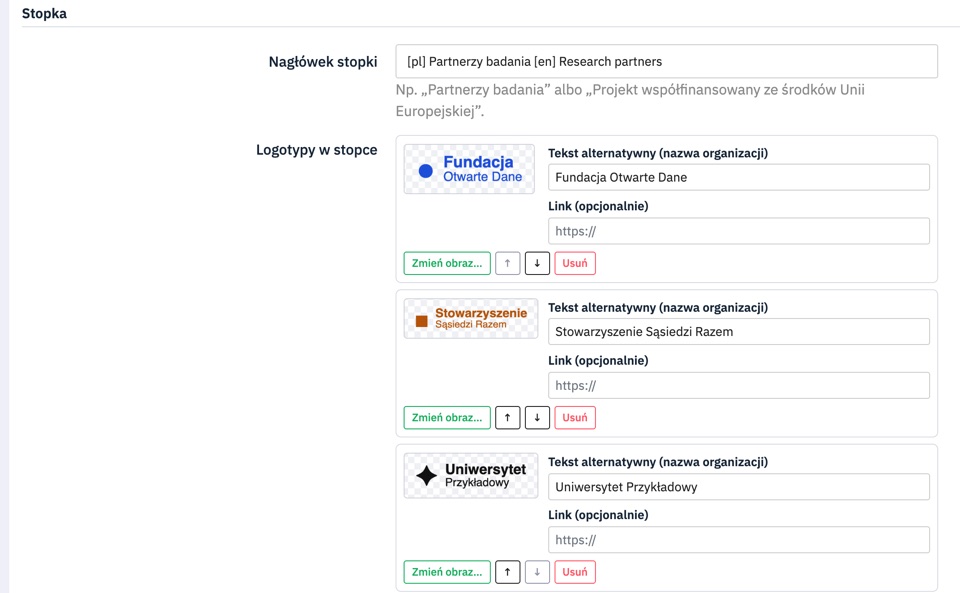 Stopka
Nagłówek stopki
[pl] Partnerzy badania [en] Research partners
Np. „Partnerzy badania” albo „Projekt współfinansowany ze środków Unii
Europejskiej”.
Logotypy w stopce
Fundacja
Otwarte Dane
Tekst alternatywny (nazwa organizacji)
Fundacja Otwarte Dane
Link (opcjonalnie)
https://
Zmień obraz... ↑ ↓ Usuń
Stowarzyszenie
Sąsiedzi Razem
Tekst alternatywny (nazwa organizacji)
Stowarzyszenie Sąsiedzi Razem
Link (opcjonalnie)
https://
Zmień obraz... ↑ ↓ Usuń
Uniwersytet
Przykładowy
Tekst alternatywny (nazwa organizacji)
Uniwersytet Przykładowy
Link (opcjonalnie)
https://
Zmień obraz... ↑ ↓ Usuń